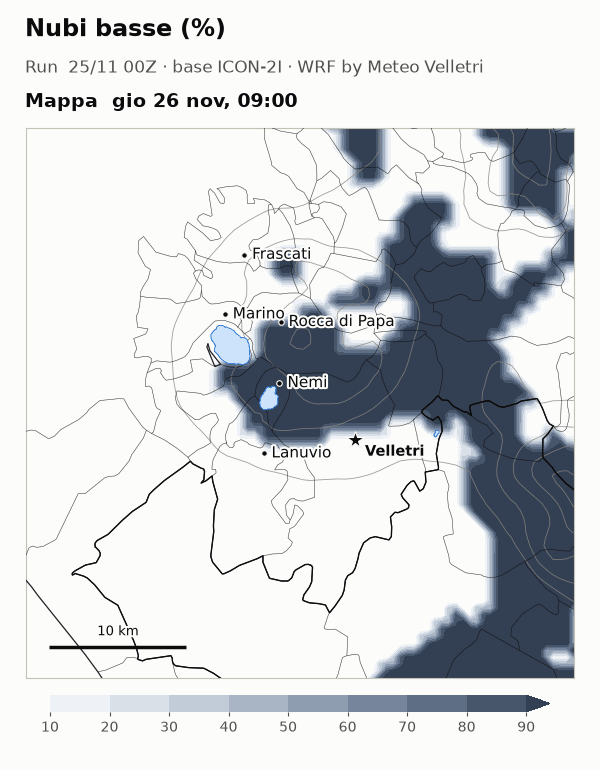 Nubi basse (%)
Run  25/11 00Z · base ICON-2I · WRF by Meteo Velletri
Mappa  gio 26 nov, 09:00
Frascati
Marino
Rocca di Papa
Nemi
Velletri
Lanuvio
10 km
10 20 30 40 50 60 70 80 90